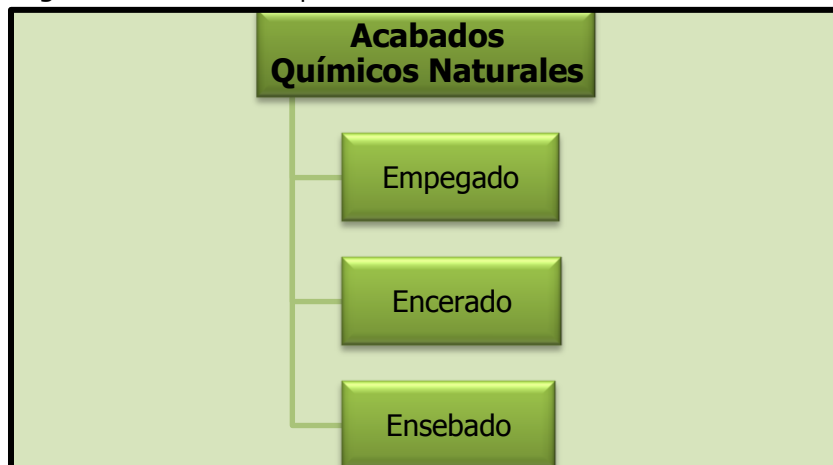 Acabados
Químicos Naturales
Empegado
Encerado
Ensebado